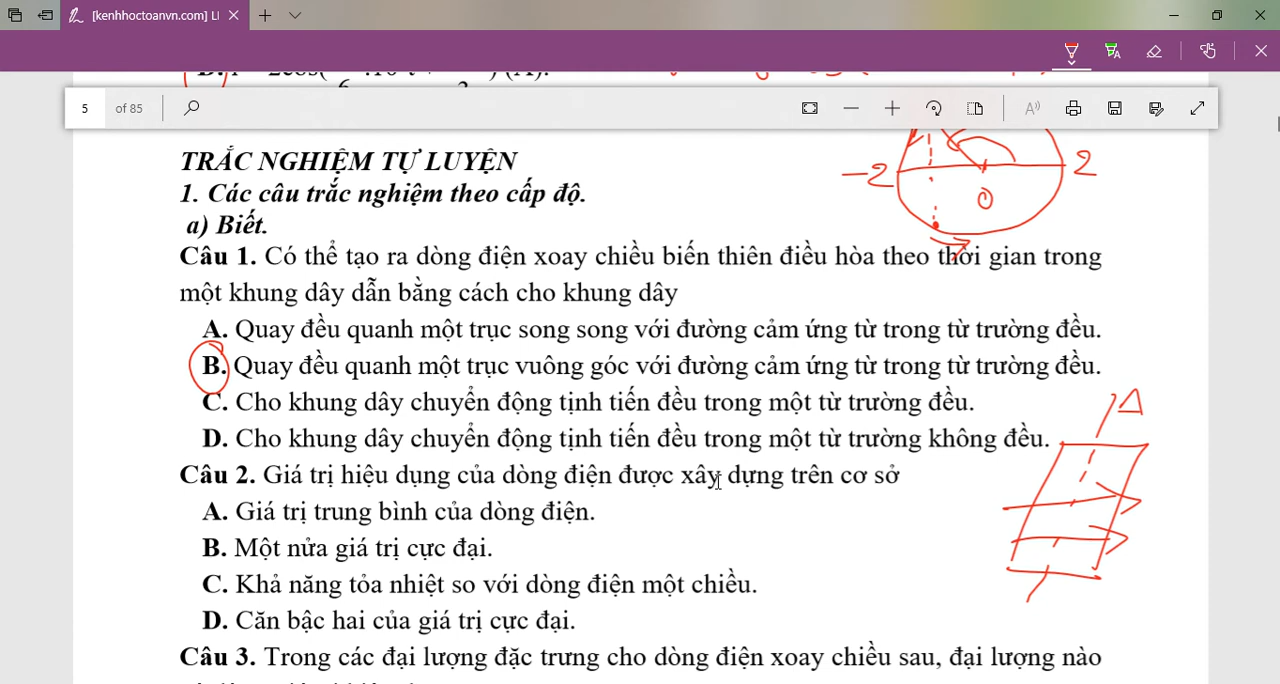 [kenhhoctoanvn.com] LI
5 of 85
-2 0 2
TRẮC NGHIỆM TỰ LUYỆN
1. Các câu trắc nghiệm theo cấp độ.
a) Biết.
Câu 1. Có thể tạo ra dòng điện xoay chiều biến thiên điều hòa theo thời gian trong
một khung dây dẫn bằng cách cho khung dây
A. Quay đều quanh một trục song song với đường cảm ứng từ trong từ trường đều.
B. Quay đều quanh một trục vuông góc với đường cảm ứng từ trong từ trường đều.
C. Cho khung dây chuyển động tịnh tiến đều trong một từ trường đều.
Δ
D. Cho khung dây chuyển động tịnh tiến đều trong một từ trường không đều.
Câu 2. Giá trị hiệu dụng của dòng điện được xây dựng trên cơ sở
A. Giá trị trung bình của dòng điện.
B. Một nửa giá trị cực đại.
C. Khả năng tỏa nhiệt so với dòng điện một chiều.
D. Căn bậc hai của giá trị cực đại.
Câu 3. Trong các đại lượng đặc trưng cho dòng điện xoay chiều sau, đại lượng nào